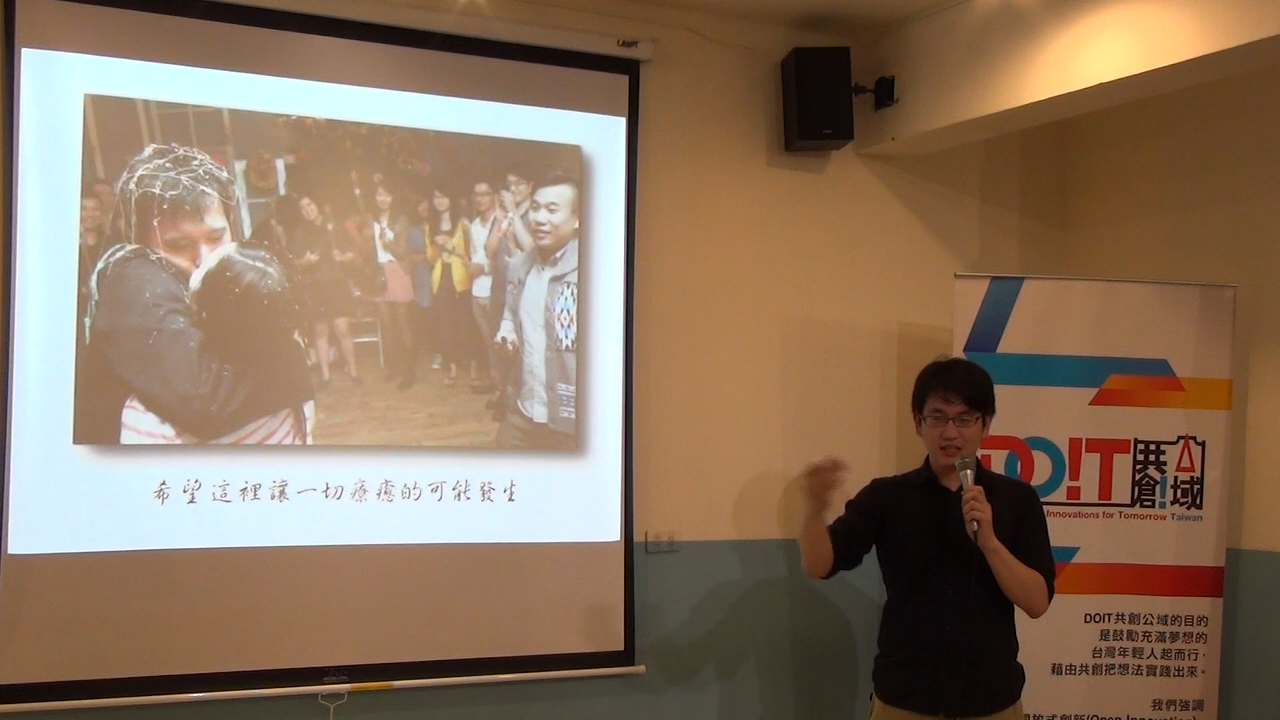 希望這裡讓一切療癒的可能發生
DO!T
共創!公域
Innovations for Tomorrow Taiwan
DOIT共創公域的目的
是鼓勵充滿夢想的
台灣年輕人起而行，
藉由共創把想法實踐出來。
我們強調
(Open Innovati